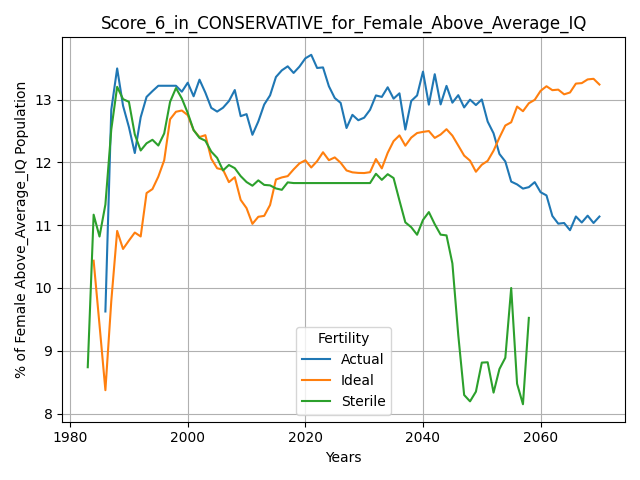 Score_6_in_CONSERVATIVE_for_Female_Above_Average_IQ
% of Female Above_Average_IQ Population
13
12
11
10
9
8
Fertility
Actual
Ideal
Sterile
1980
2000
2020
2040
2060
Years